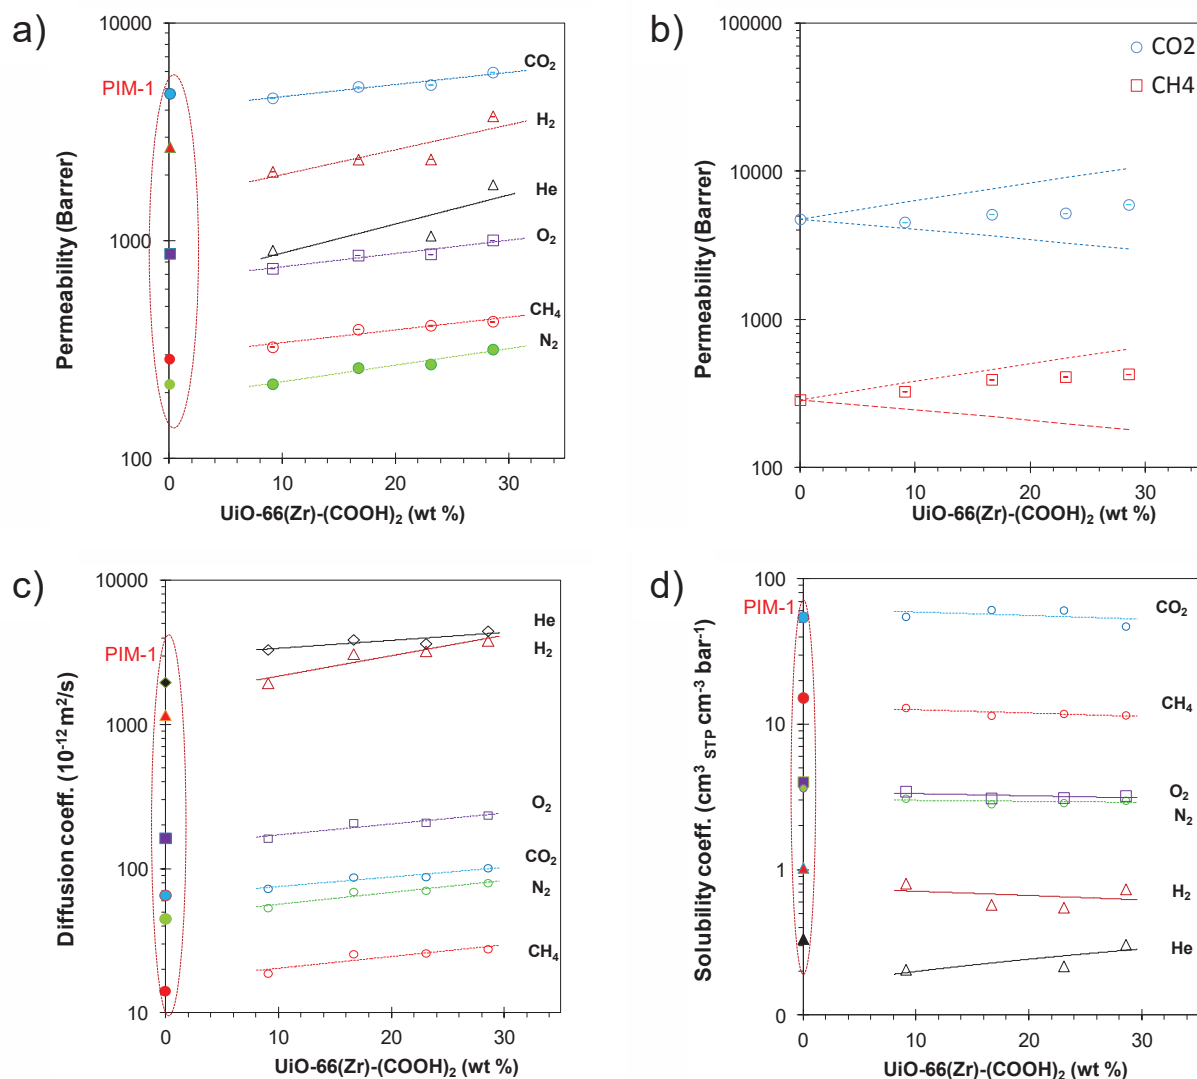 a)
10000
1000
100
Permeability (Barrer)
PIM-1
CO₂
H₂
He
O₂
CH₄
N₂
0 10 20 30
UiO-66(Zr)-(COOH)₂ (wt %)
b)
100000
10000
1000
100
Permeability (Barrer)
CO2
CH4
0 10 20 30
UiO-66(Zr)-(COOH)₂ (wt %)
c)
10000
1000
100
10
Diffusion coeff. (10⁻¹² m²/s)
PIM-1
He
H₂
O₂
CO₂
N₂
CH₄
0 10 20 30
UiO-66(Zr)-(COOH)₂ (wt %)
d)
100
10
1
0
Solubility coeff. (cm³ STP cm⁻³ bar⁻¹)
PIM-1
CO₂
CH₄
O₂
N₂
H₂
He
0 10 20 30
UiO-66(Zr)-(COOH)₂ (wt %)